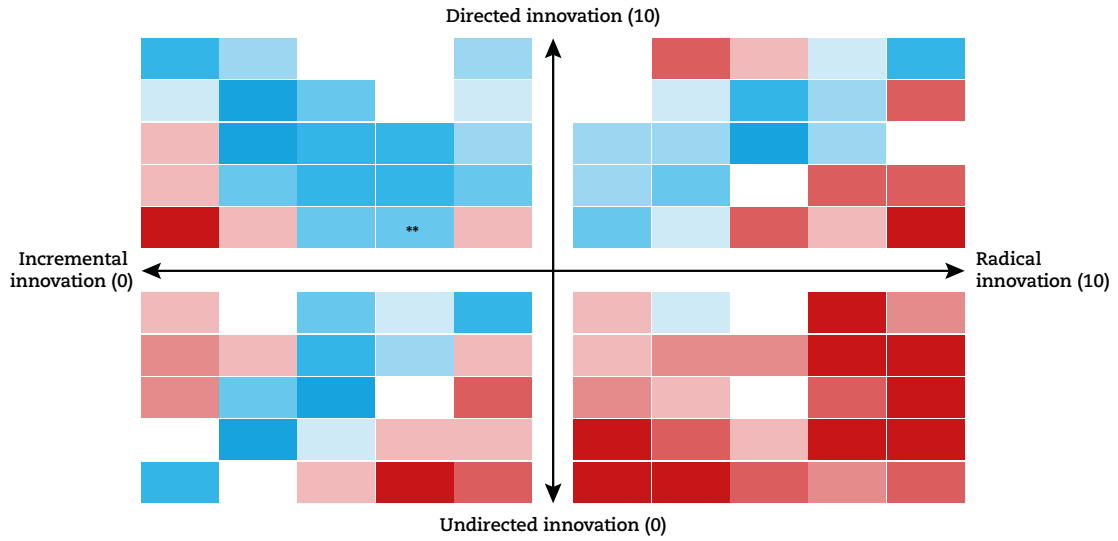 Directed innovation (10)
**
Incremental
innovation (0)
Radical
innovation (10)
Undirected innovation (0)